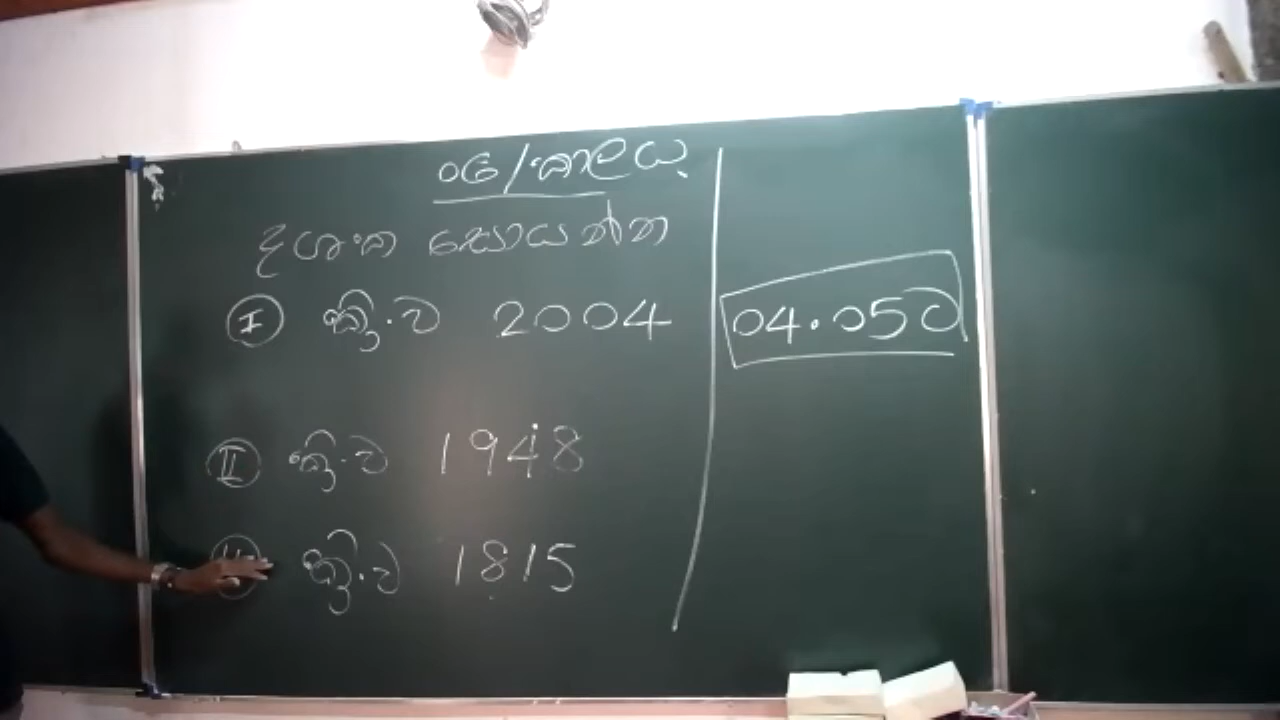 06/කාලය
දශක සොයන්න
I ක්‍රි.ව 2004
04.05ට
II ක්‍රි.ව 1948
ක්‍රි.ව 1815